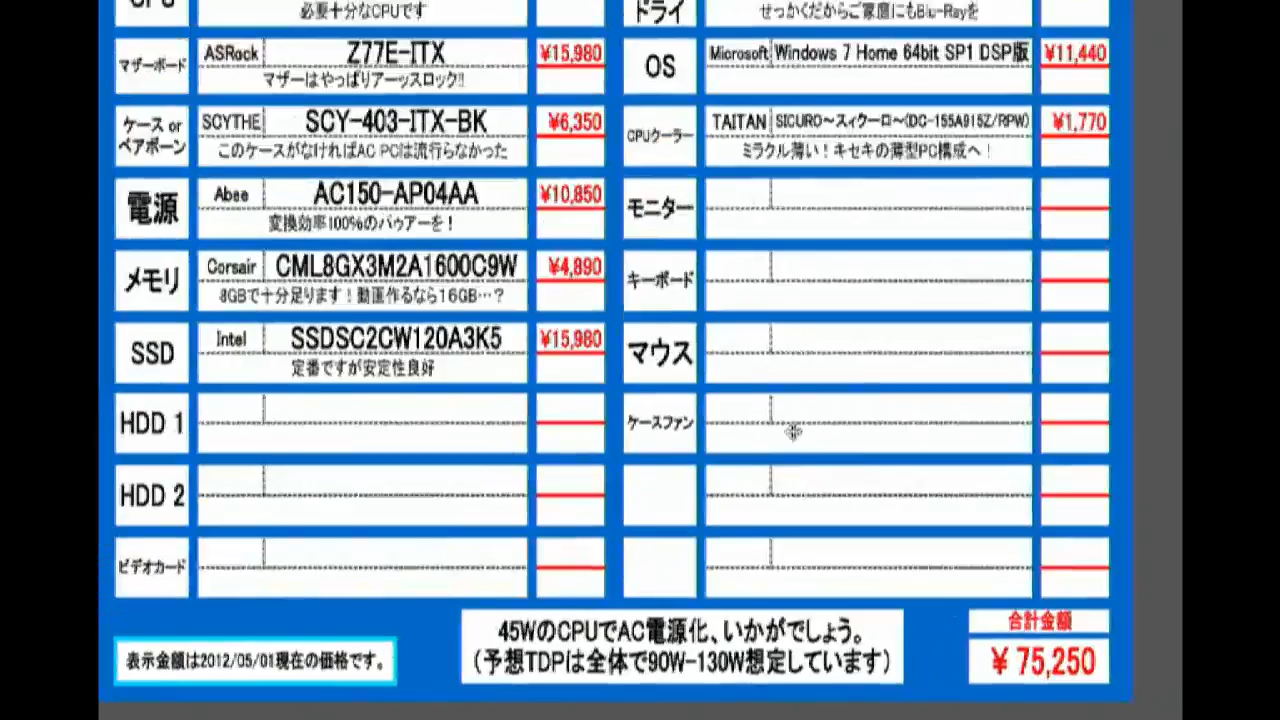 CPU
必要十分なCPUです
ドライ
せっかくだからご家庭にもBlu-Rayを
マザーボード
ASRock
Z77E-ITX
¥15,980
マザーはやっぱりアーッスロック!!
OS
Microsoft
Windows 7 Home 64bit SP1 DSP版
¥11,440
ケース or
ベアボーン
SCYTHE
SCY-403-ITX-BK
¥6,350
このケースがなければAC PCは流行らなかった
CPUクーラー
TAITAN
SICURO~スィクーロ~(DC-155A915Z/RPW)
¥1,770
ミラクル薄い!キセキの薄型PC構成へ!
電源
Abee
AC150-AP04AA
¥10,850
変換効率100%のパゥアーを!
モニター
メモリ
Corsair
CML8GX3M2A1600C9W
¥4,890
8GBで十分足ります!動画作るなら16GB…?
キーボード
SSD
Intel
SSDSC2CW120A3K5
¥15,980
定番ですが安定性良好
マウス
HDD 1
ケースファン
HDD 2
ビデオカード
表示金額は2012/05/01現在の価格です。
45WのCPUでAC電源化、いかがでしょう。
(予想TDPは全体で90W-130W想定しています)
合計金額
¥ 75,250